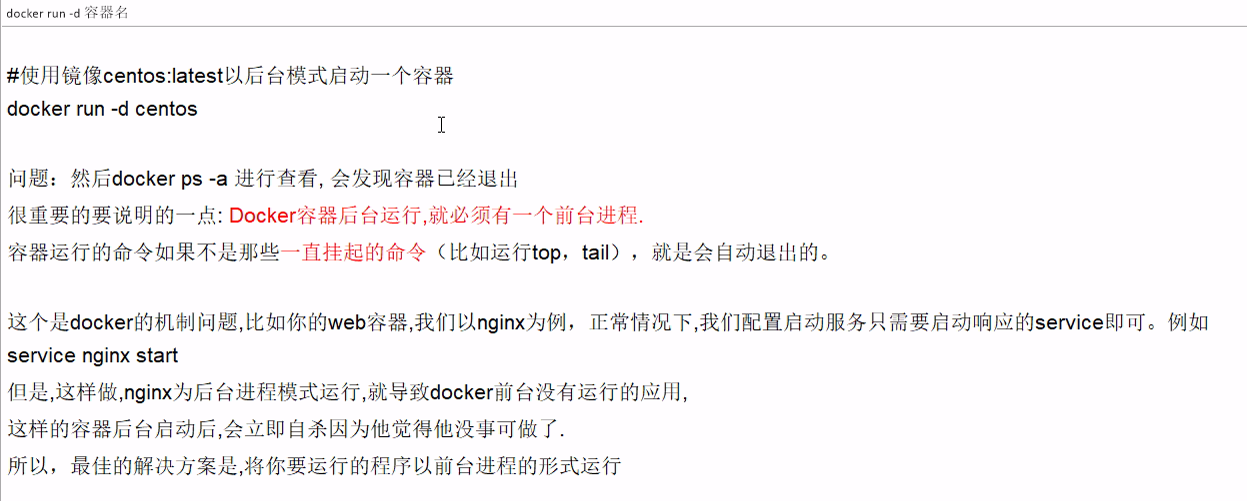 docker run -d 容器名
#使用镜像centos:latest以后台模式启动一个容器
docker run -d centos
问题：然后docker ps -a 进行查看, 会发现容器已经退出
很重要的要说明的一点: Docker容器后台运行,就必须有一个前台进程.
容器运行的命令如果不是那些一直挂起的命令（比如运行top，tail），就是会自动退出的。
这个是docker的机制问题,比如你的web容器,我们以nginx为例，正常情况下,我们配置启动服务只需要启动响应的service即可。例如
service nginx start
但是,这样做,nginx为后台进程模式运行,就导致docker前台没有运行的应用,
这样的容器后台启动后,会立即自杀因为他觉得他没事可做了.
所以，最佳的解决方案是,将你要运行的程序以前台进程的形式运行